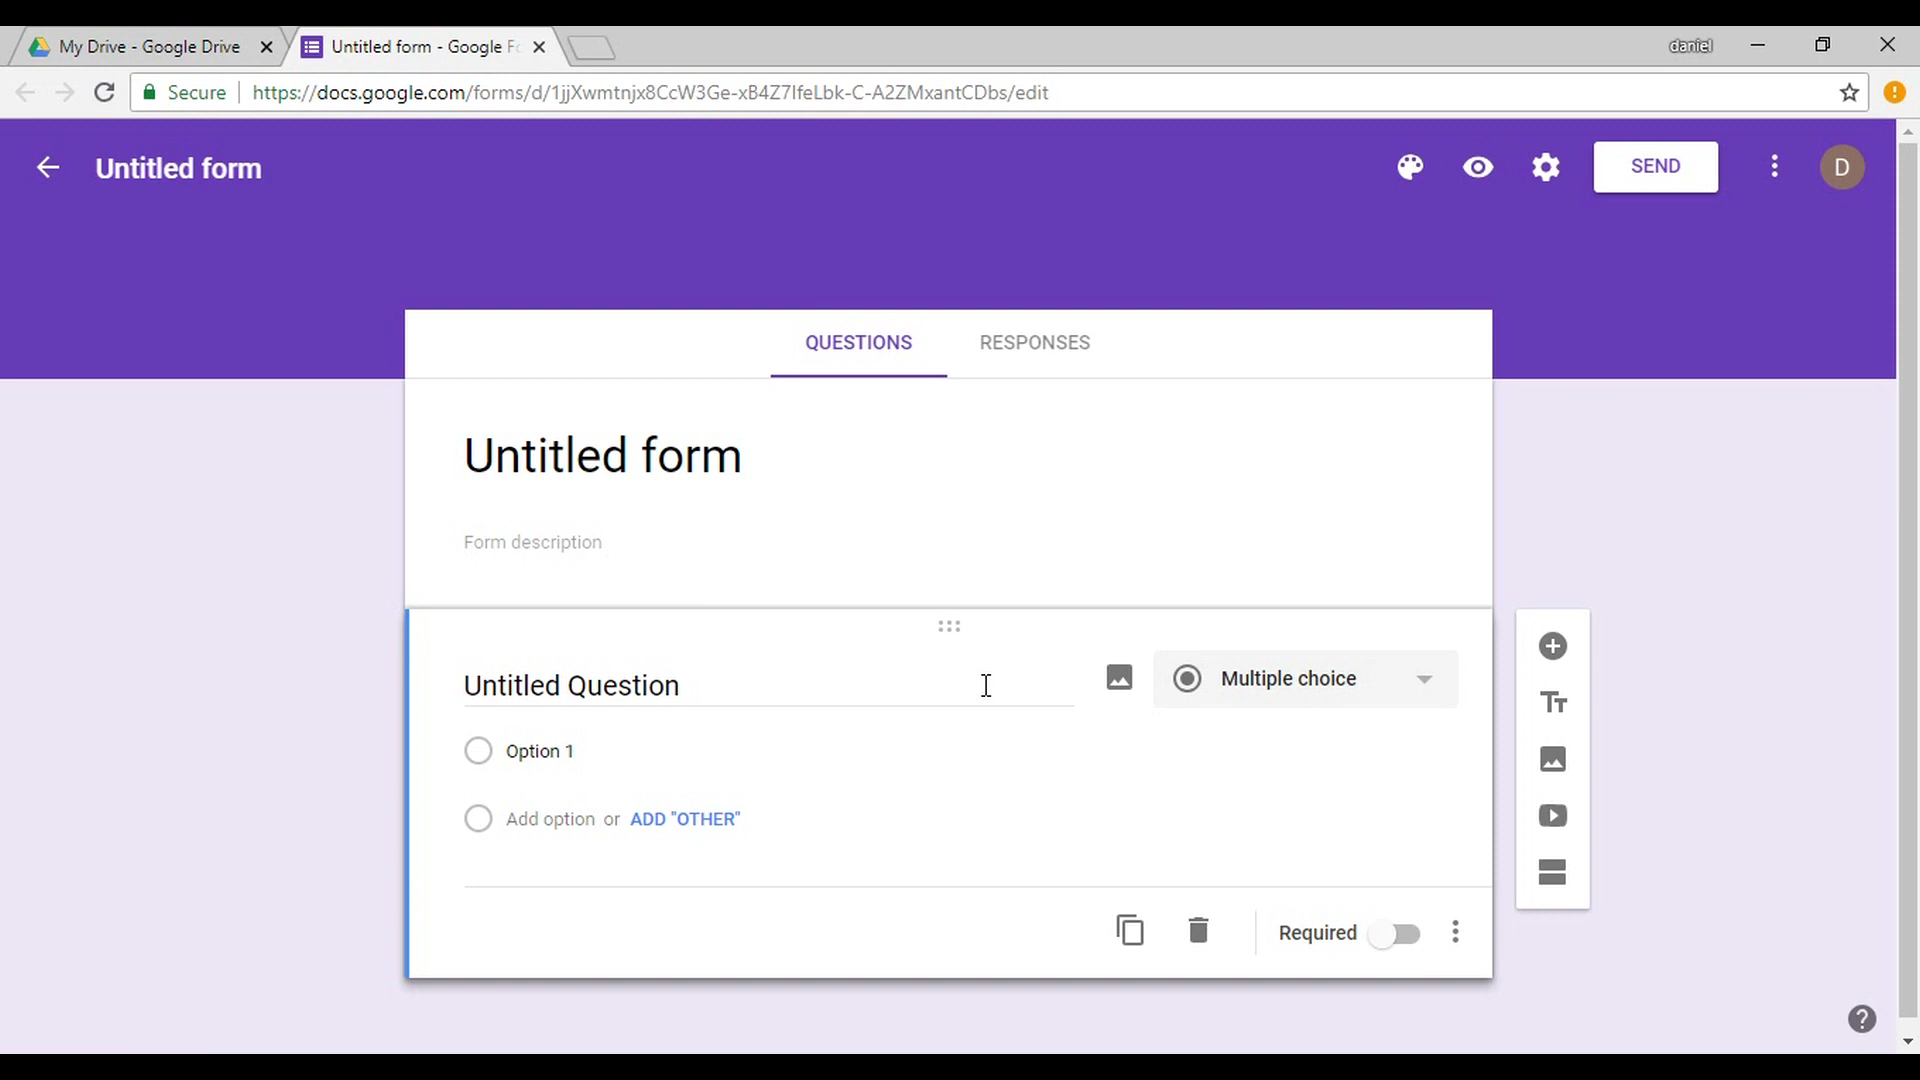 My Drive - Google Drive
Untitled form - Google Fo
daniel
Secure
https://docs.google.com/forms/d/1jjXwmtnjx8CcW3Ge-xB4Z7IfeLbk-C-A2ZMxantCDbs/edit
Untitled form
SEND
D
QUESTIONS
RESPONSES
Untitled form
Form description
Untitled Question
Multiple choice
Option 1
Add option or ADD "OTHER"
Required